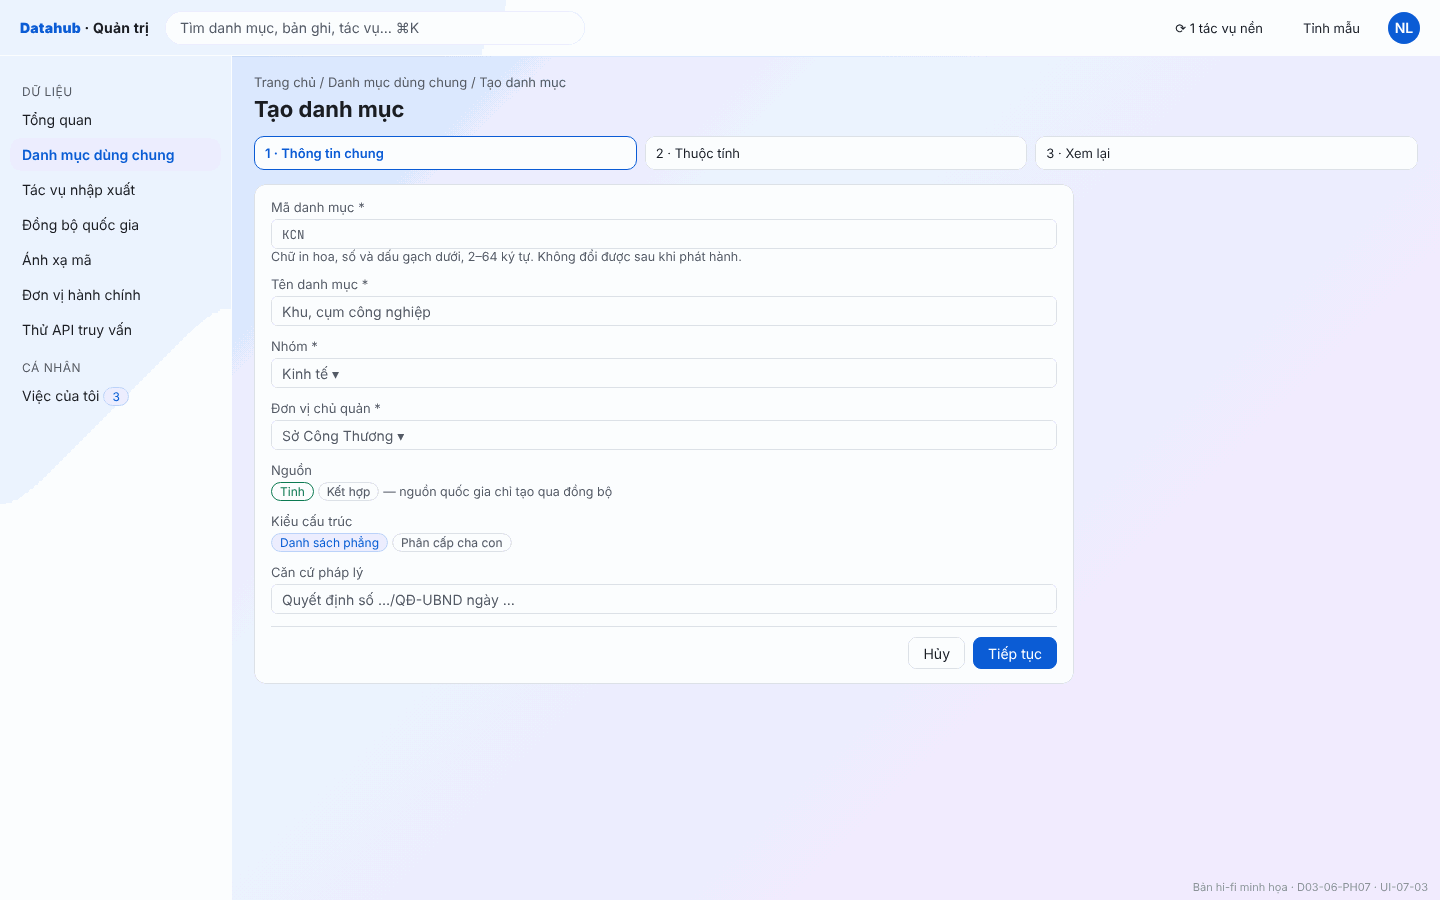 Datahub · Quản trị
Tìm danh mục, bản ghi, tác vụ... ⌘K
⟳ 1 tác vụ nền
Tỉnh mẫu
NL
DỮ LIỆU
Tổng quan
Danh mục dùng chung
Tác vụ nhập xuất
Đồng bộ quốc gia
Ánh xạ mã
Đơn vị hành chính
Thử API truy vấn
CÁ NHÂN
Việc của tôi 3
Trang chủ / Danh mục dùng chung / Tạo danh mục
Tạo danh mục
1 · Thông tin chung
2 · Thuộc tính
3 · Xem lại
Mã danh mục *
KCN
Chữ in hoa, số và dấu gạch dưới, 2–64 ký tự. Không đổi được sau khi phát hành.
Tên danh mục *
Khu, cụm công nghiệp
Nhóm *
Kinh tế ▾
Đơn vị chủ quản *
Sở Công Thương ▾
Nguồn
Tỉnh Kết hợp — nguồn quốc gia chỉ tạo qua đồng bộ
Kiểu cấu trúc
Danh sách phẳng Phân cấp cha con
Căn cứ pháp lý
Quyết định số .../QĐ-UBND ngày ...
Hủy
Tiếp tục
Bản hi-fi minh họa · D03-06-PH07 · UI-07-03